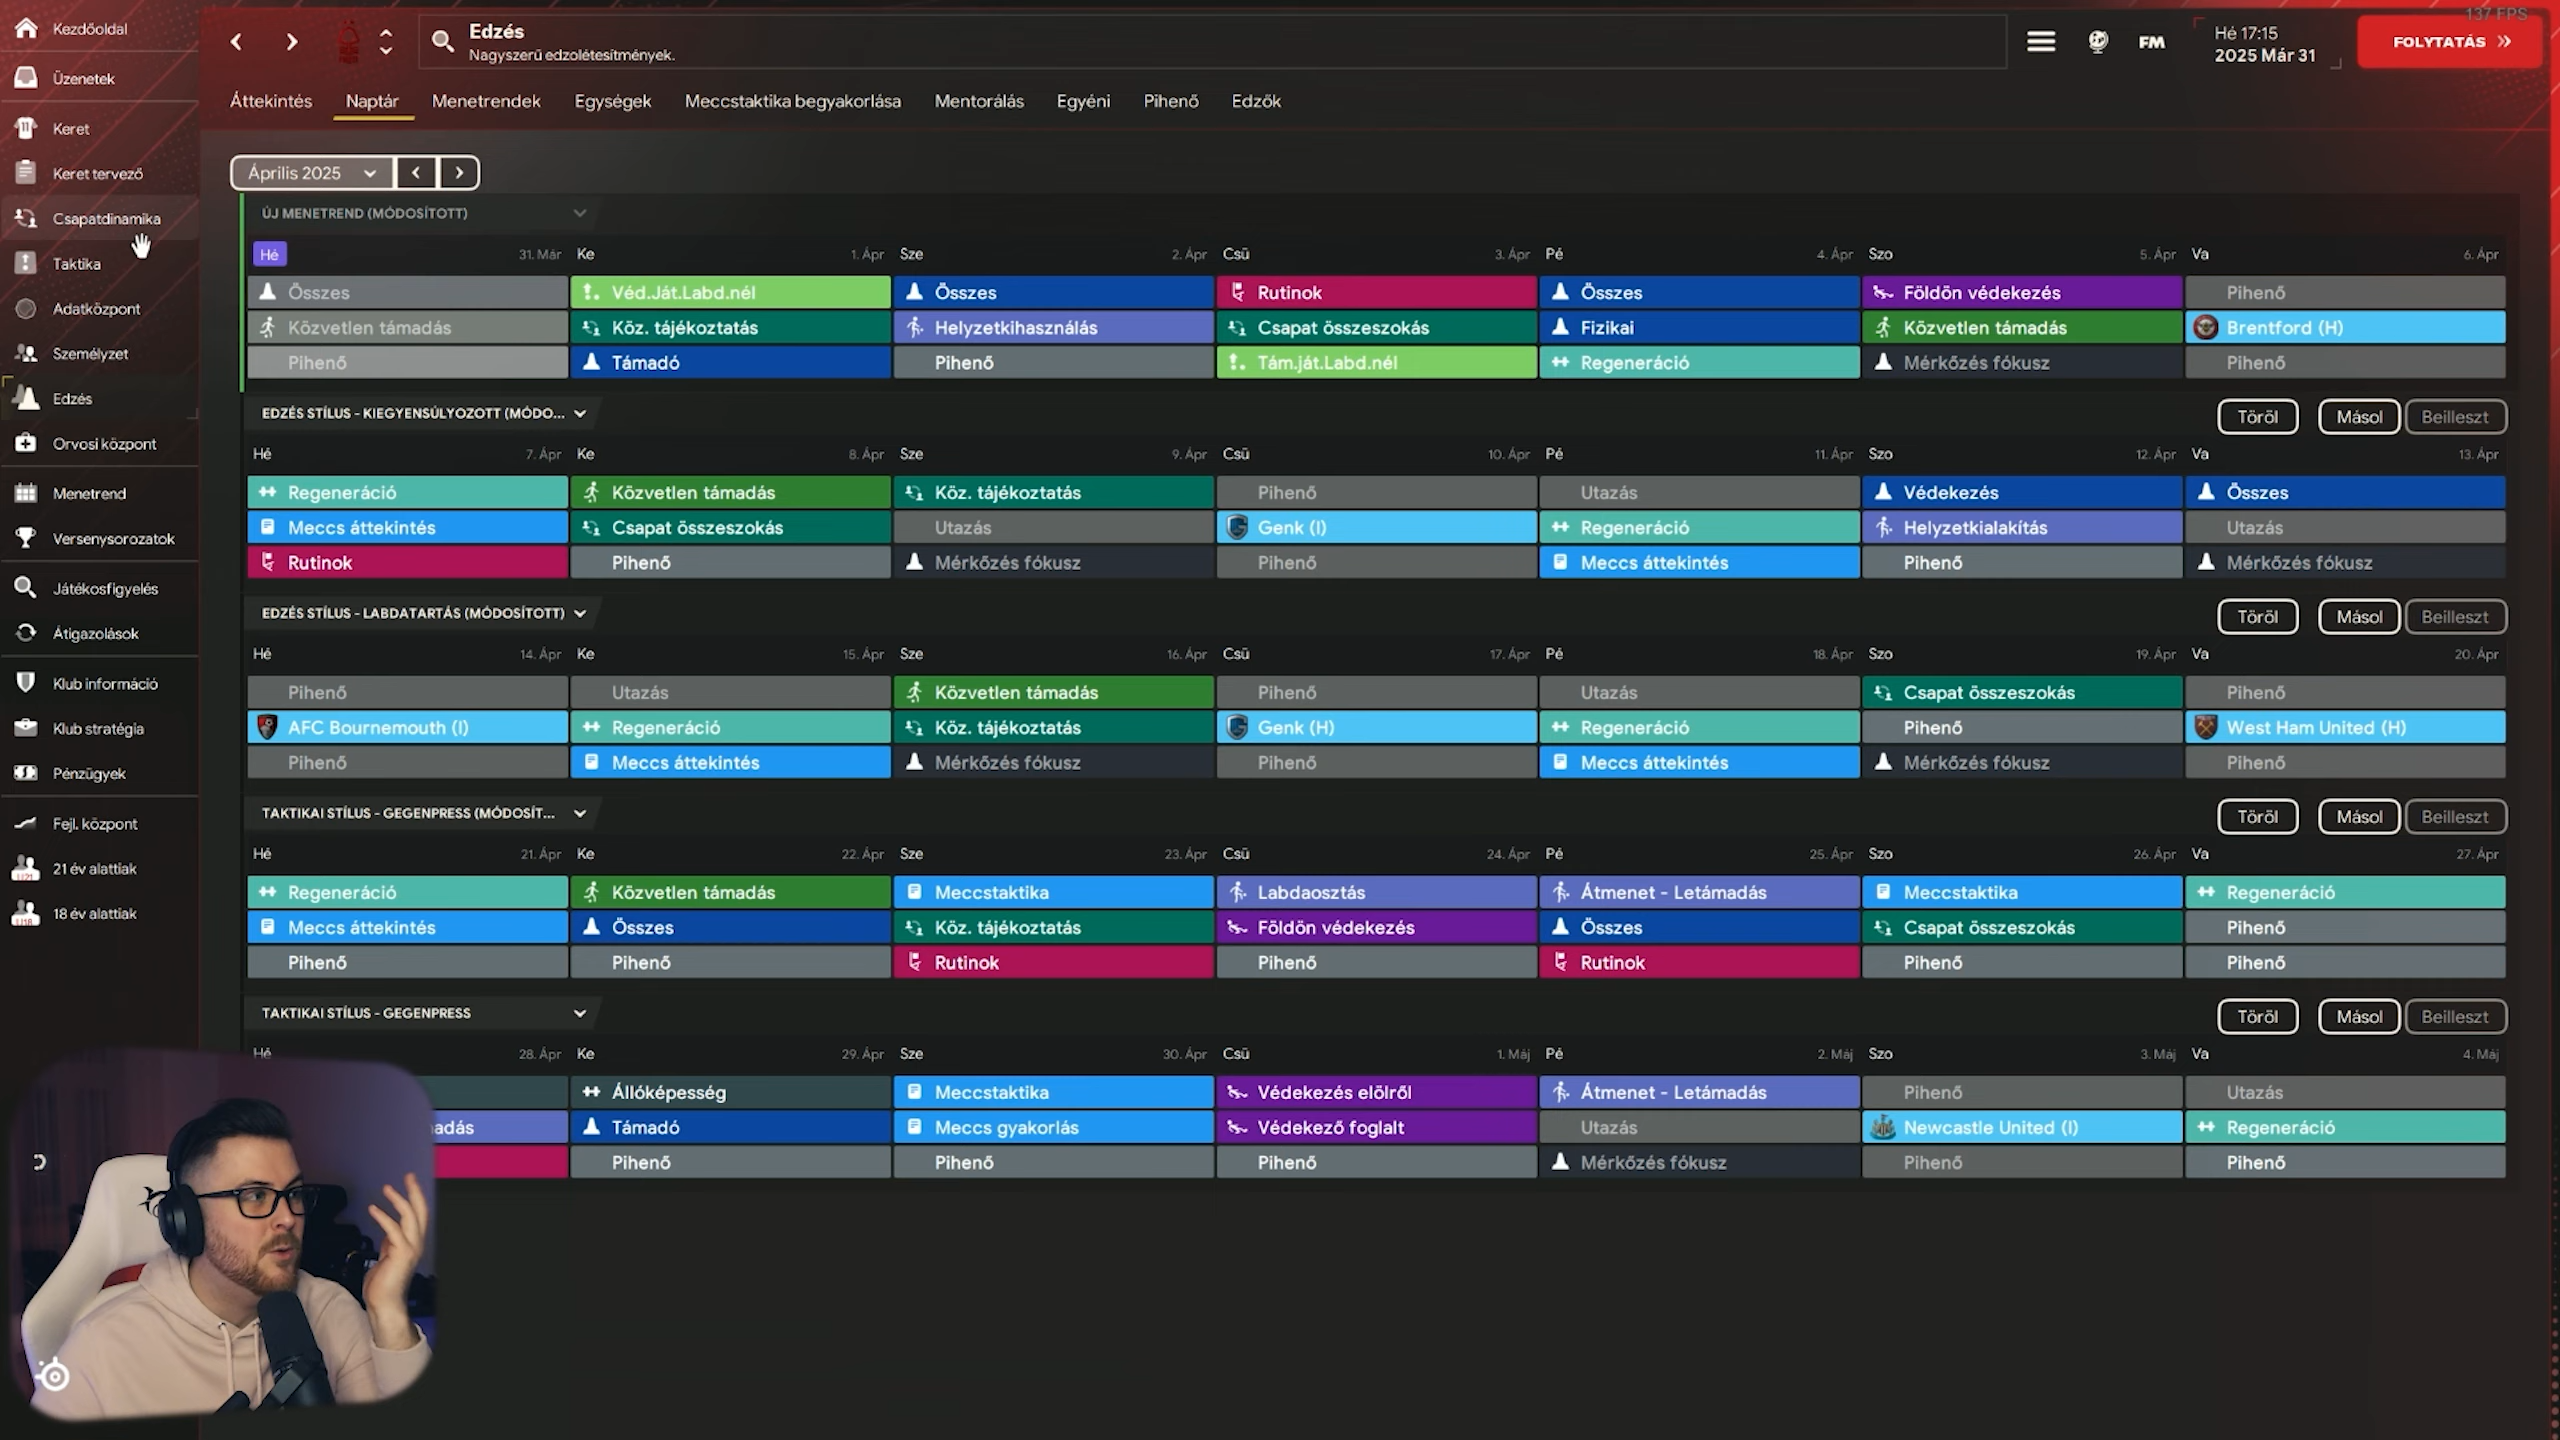 137 FPS
Kezdőoldal
Üzenetek
Keret
Keret tervező
Csapatdinamika
Taktika
Adatközpont
Személyzet
Edzés
Orvosi központ
Menetrend
Versenysorozatok
Játékosfigyelés
Átigazolások
Klub információ
Klub stratégia
Pénzügyek
Fejl. központ
21 év alattiak
18 év alattiak
Edzés
Nagyszerű edzolétesítmények.
FM
Hé 17:15
2025 Már 31
FOLYTATÁS
Áttekintés Naptár Menetrendek Egységek Meccstaktika begyakorlása Mentorálás Egyéni Pihenő Edzők
Április 2025
ÚJ MENETREND (MÓDOSÍTOTT)
Hé 31. Már Ke 1. Ápr Sze 2. Ápr Csü 3. Ápr Pé 4. Ápr Szo 5. Ápr Va 6. Ápr
Összes Véd.Ját.Labd.nél Összes Rutinok Összes Földön védekezés Pihenő
Közvetlen támadás Köz. tájékoztatás Helyzetkihasználás Csapat összeszokás Fizikai Közvetlen támadás Brentford (H)
Pihenő Támadó Pihenő Tám.ját.Labd.nél Regeneráció Mérkőzés fókusz Pihenő
EDZÉS STÍLUS - KIEGYENSÚLYOZOTT (MÓDO... Töröl Másol Beilleszt
Hé 7. Ápr Ke 8. Ápr Sze 9. Ápr Csü 10. Ápr Pé 11. Ápr Szo 12. Ápr Va 13. Ápr
Regeneráció Közvetlen támadás Köz. tájékoztatás Pihenő Utazás Védekezés Összes
Meccs áttekintés Csapat összeszokás Utazás Genk (I) Regeneráció Helyzetkialakítás Utazás
Rutinok Pihenő Mérkőzés fókusz Pihenő Meccs áttekintés Pihenő Mérkőzés fókusz
EDZÉS STÍLUS - LABDATARTÁS (MÓDOSÍTOTT) Töröl Másol Beilleszt
Hé 14. Ápr Ke 15. Ápr Sze 16. Ápr Csü 17. Ápr Pé 18. Ápr Szo 19. Ápr Va 20. Ápr
Pihenő Utazás Közvetlen támadás Pihenő Utazás Csapat összeszokás Pihenő
AFC Bournemouth (I) Regeneráció Köz. tájékoztatás Genk (H) Regeneráció Pihenő West Ham United (H)
Pihenő Meccs áttekintés Mérkőzés fókusz Pihenő Meccs áttekintés Mérkőzés fókusz Pihenő
TAKTIKAI STÍLUS - GEGENPRESS (MÓDOSÍT... Töröl Másol Beilleszt
Hé 21. Ápr Ke 22. Ápr Sze 23. Ápr Csü 24. Ápr Pé 25. Ápr Szo 26. Ápr Va 27. Ápr
Regeneráció Közvetlen támadás Meccstaktika Labdaosztás Átmenet - Letámadás Meccstaktika Regeneráció
Meccs áttekintés Összes Köz. tájékoztatás Földön védekezés Összes Csapat összeszokás Pihenő
Pihenő Pihenő Rutinok Pihenő Rutinok Pihenő Pihenő
TAKTIKAI STÍLUS - GEGENPRESS Töröl Másol Beilleszt
Hé 28. Ápr Ke 29. Ápr Sze 30. Ápr Csü 1. Máj Pé 2. Máj Szo 3. Máj Va 4. Máj
Állóképesség Meccstaktika Védekezés elölről Átmenet - Letámadás Pihenő Utazás
adás Támadó Meccs gyakorlás Védekező foglalt Utazás Newcastle United (I) Regeneráció
Pihenő Pihenő Pihenő Mérkőzés fókusz Pihenő Pihenő